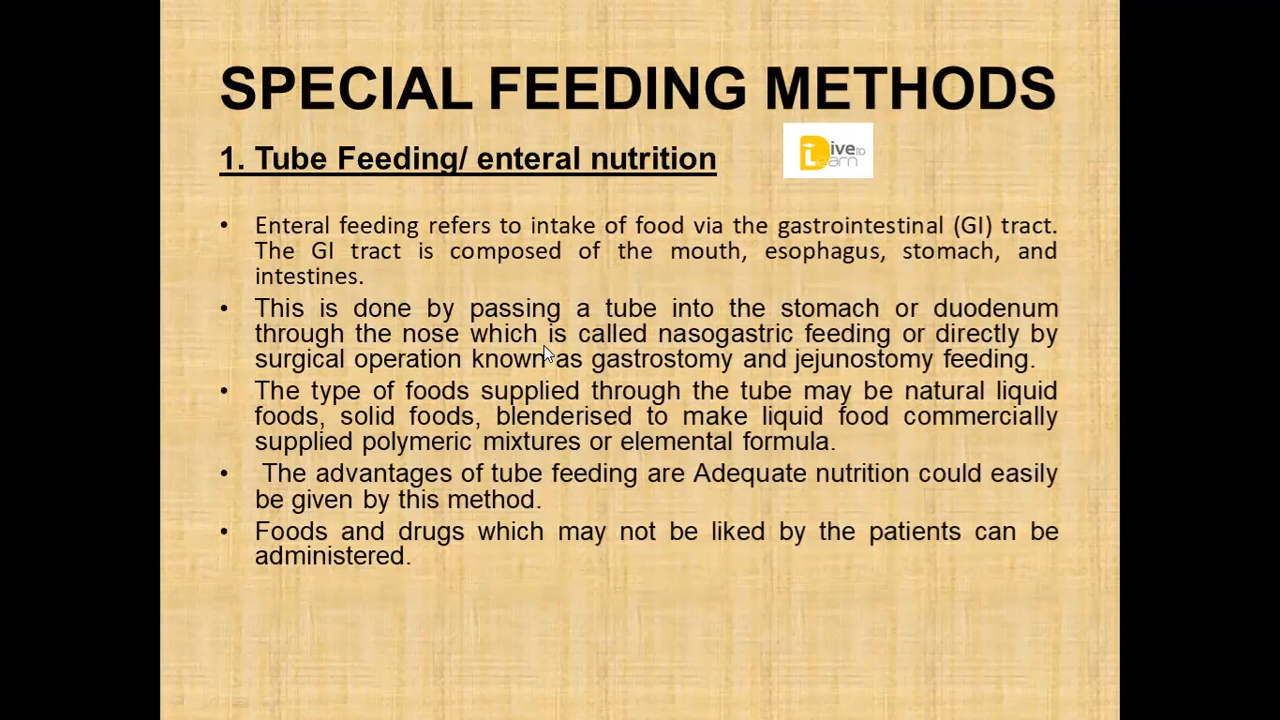 SPECIAL FEEDING METHODS
1. Tube Feeding/ enteral nutrition
Dive to
Learn
• Enteral feeding refers to intake of food via the gastrointestinal (GI) tract.
The GI tract is composed of the mouth, esophagus, stomach, and
intestines.
• This is done by passing a tube into the stomach or duodenum
through the nose which is called nasogastric feeding or directly by
surgical operation known as gastrostomy and jejunostomy feeding.
• The type of foods supplied through the tube may be natural liquid
foods, solid foods, blenderised to make liquid food commercially
supplied polymeric mixtures or elemental formula.
• The advantages of tube feeding are Adequate nutrition could easily
be given by this method.
• Foods and drugs which may not be liked by the patients can be
administered.